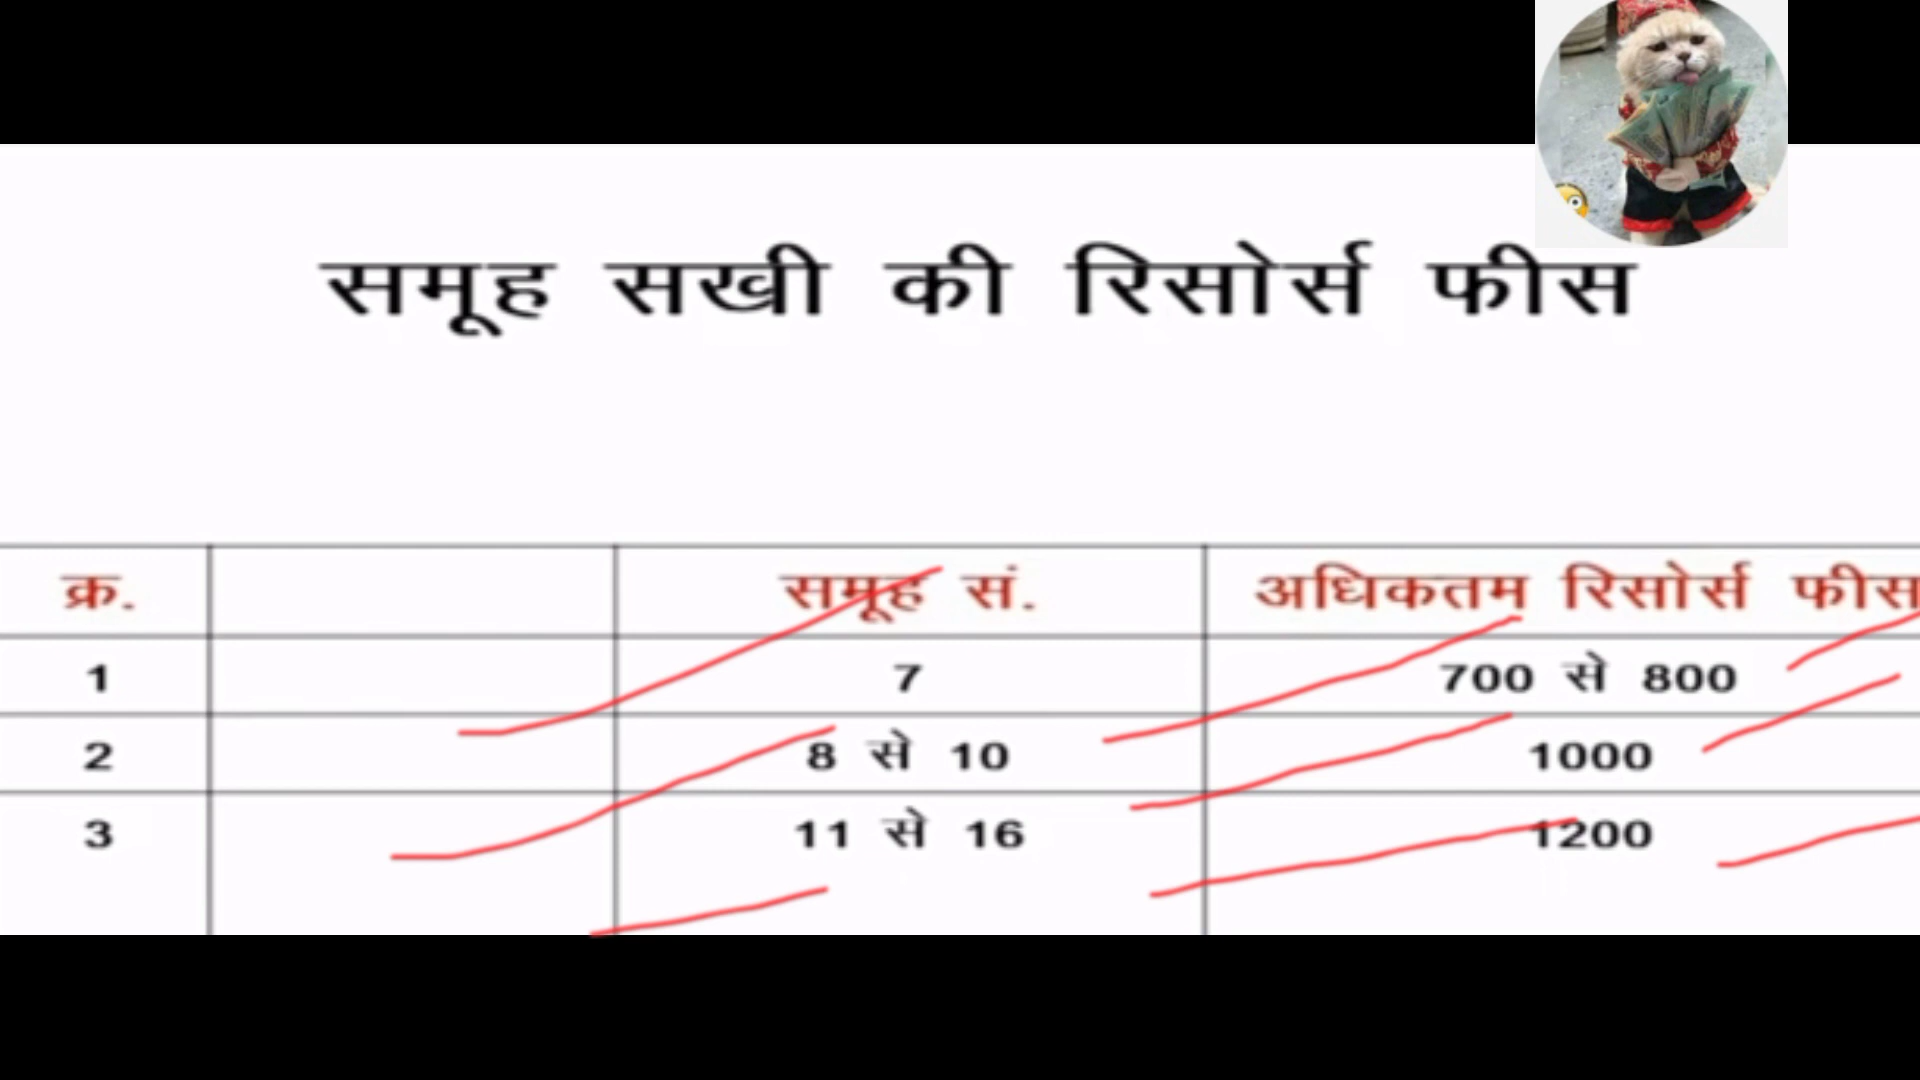 समूह सखी की रिसोर्स फीस
क्र. समूह सं. अधिकतम रिसोर्स फीस
1 7 700 से 800
2 8 से 10 1000
3 11 से 16 1200